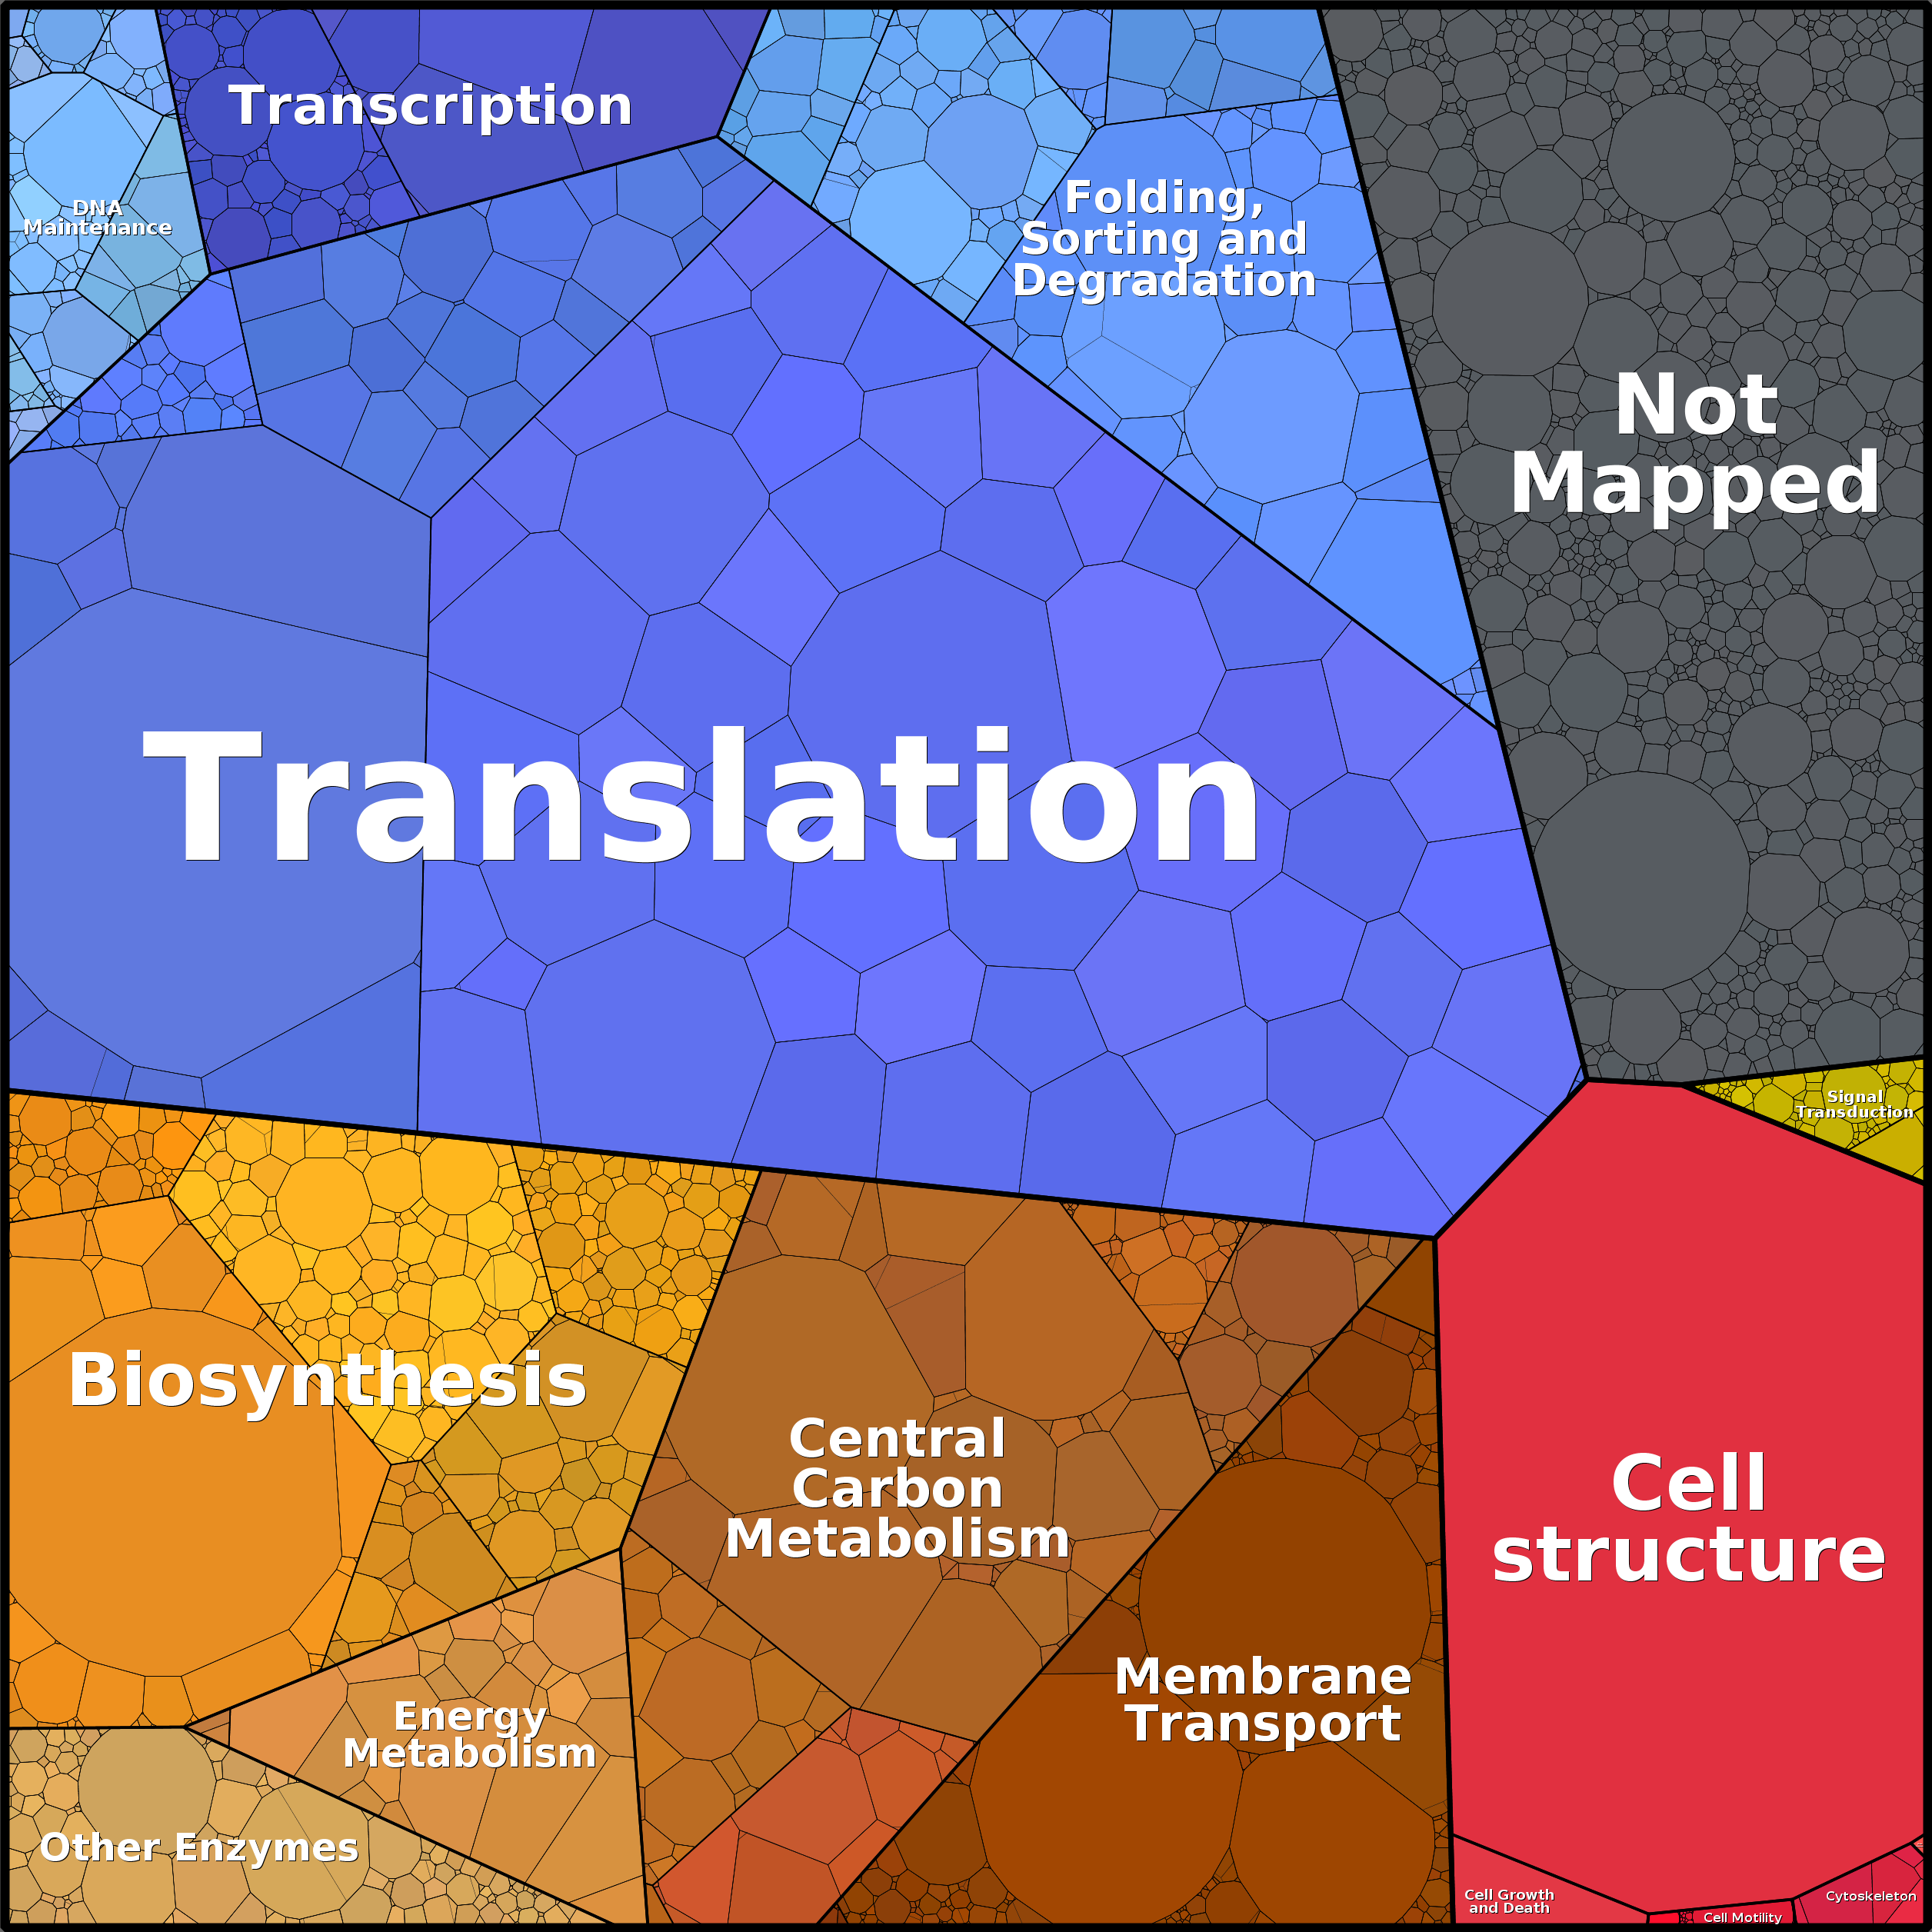 Transcription
DNA
Maintenance
Folding,
Sorting and
Degradation
Not
Mapped
Translation
Signal
Transduction
Biosynthesis
Central
Carbon
Metabolism
Cell
structure
Membrane
Transport
Energy
Metabolism
Other Enzymes
Cell Growth
and Death
Cell Motility
Cytoskeleton